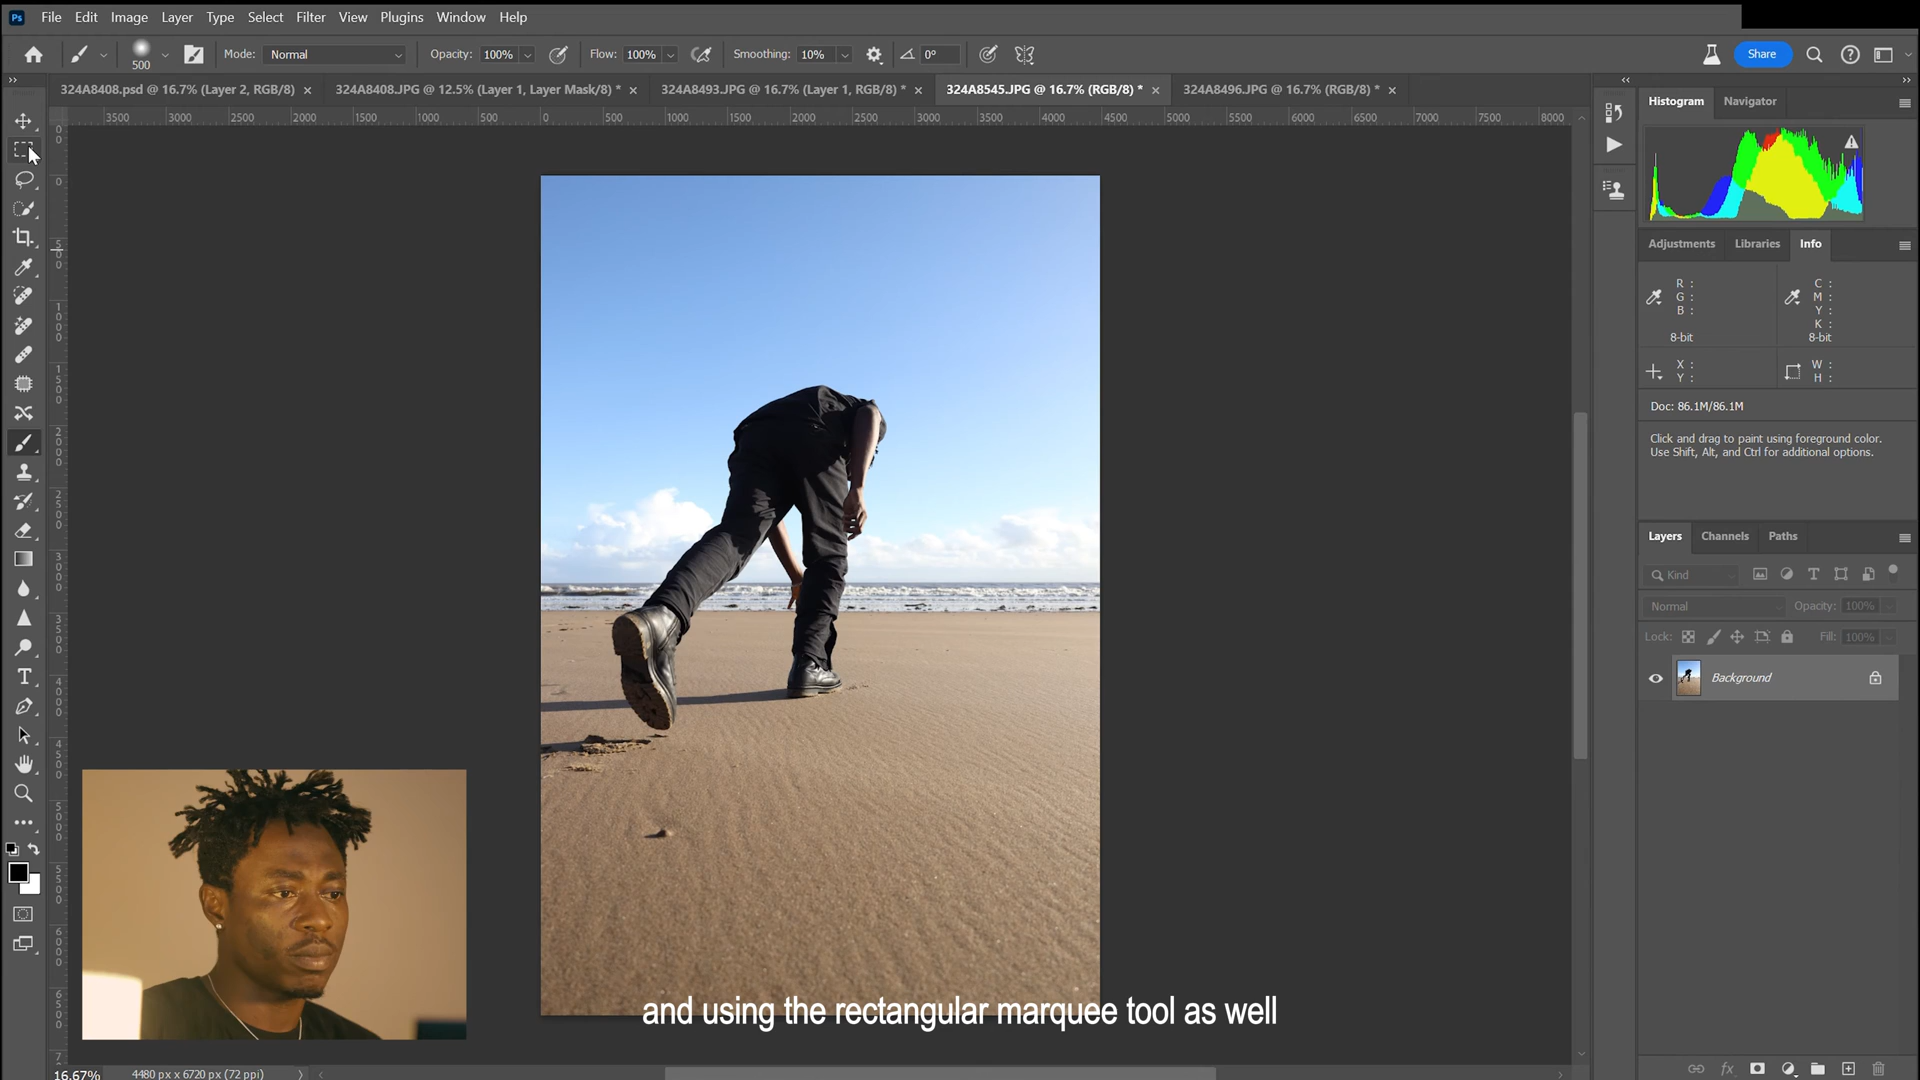 Ps File Edit Image Layer Type Select Filter View Plugins Window Help
500 Mode: Normal Opacity: 100% Flow: 100% Smoothing: 10% 0° Share
324A8408.psd @ 16.7% (Layer 2, RGB/8) 324A8408.JPG @ 12.5% (Layer 1, Layer Mask/8) * 324A8493.JPG @ 16.7% (Layer 1, RGB/8) * 324A8545.JPG @ 16.7% (RGB/8) * 324A8496.JPG @ 16.7% (RGB/8) *
3500 3000 2500 2000 1500 1000 500 0 500 1000 1500 2000 2500 3000 3500 4000 4500 5000 5500 6000 6500 7000 7500 8000
Histogram Navigator
Adjustments Libraries Info
R :
G :
B :
8-bit
C :
M :
Y :
K :
8-bit
X :
Y :
W :
H :
Doc: 86.1M/86.1M
Click and drag to paint using foreground color.
Use Shift, Alt, and Ctrl for additional options.
Layers Channels Paths
Kind
Normal Opacity: 100%
Lock: Fill: 100%
Background
and using the rectangular marquee tool as well
16.67% 4480 px x 6720 px (72 ppi)